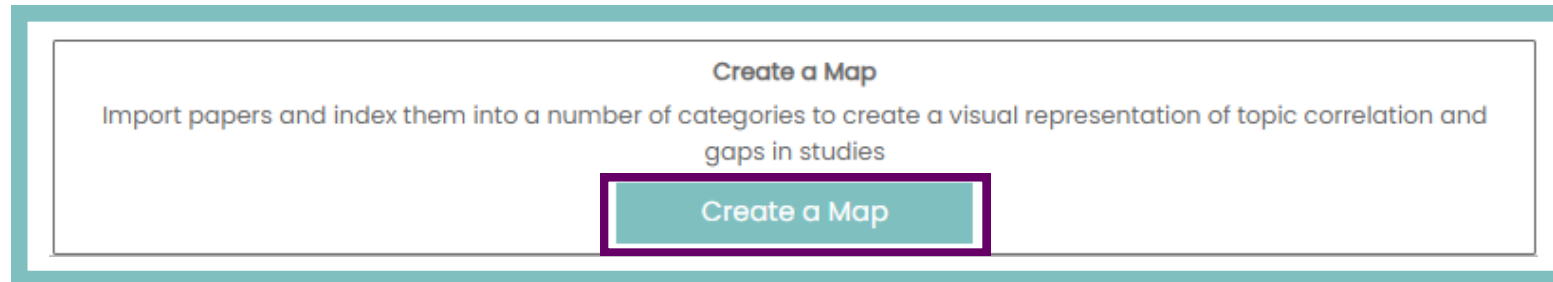 Create a Map
Import papers and index them into a number of categories to create a visual representation of topic correlation and
gaps in studies
Create a Map